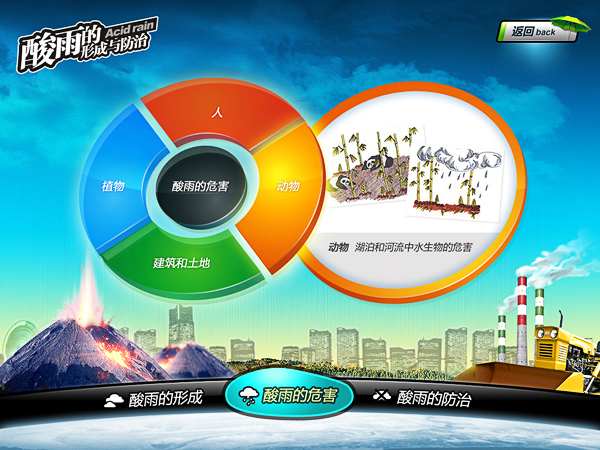 酸雨的
Acid rain
形成与防治
返回 back
人
植物
酸雨的危害
动物
建筑和土地
动物 湖泊和河流中水生物的危害
酸雨的形成
酸雨的危害
酸雨的防治